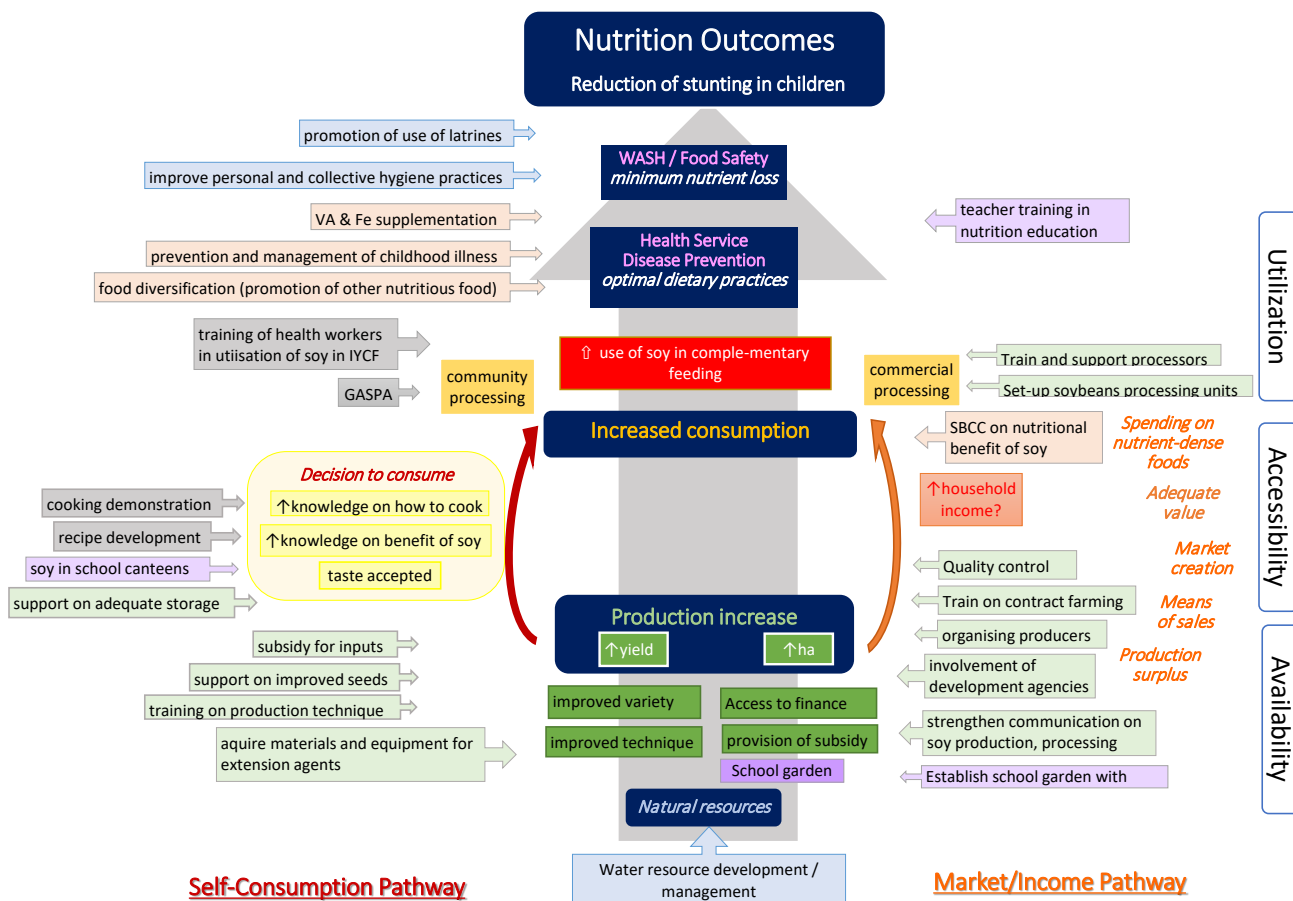 Nutrition Outcomes
Reduction of stunting in children
promotion of use of latrines
improve personal and collective hygiene practices
VA & Fe supplementation
prevention and management of childhood illness
food diversification (promotion of other nutritious food)
WASH / Food Safety
minimum nutrient loss
Health Service
Disease Prevention
optimal dietary practices
teacher training in
nutrition education
Utilization
training of health workers
in utiisation of soy in IYCF
GASPA
community
processing
⇧ use of soy in comple-mentary
feeding
commercial
processing
Train and support processors
Set-up soybeans processing units
Increased consumption
SBCC on nutritional
benefit of soy
Spending on
nutrient-dense
foods
Accessibility
Decision to consume
↑knowledge on how to cook
↑knowledge on benefit of soy
taste accepted
cooking demonstration
recipe development
soy in school canteens
support on adequate storage
↑household
income?
Adequate
value
Market
creation
Quality control
Train on contract farming
Means
of sales
organising producers
Production increase
↑yield
↑ha
subsidy for inputs
support on improved seeds
training on production technique
aquire materials and equipment for
extension agents
involvement of
development agencies
Production
surplus
Availability
improved variety
Access to finance
improved technique
provision of subsidy
School garden
strengthen communication on
soy production, processing
Establish school garden with
Natural resources
Water resource development /
management
Self-Consumption Pathway
Market/Income Pathway